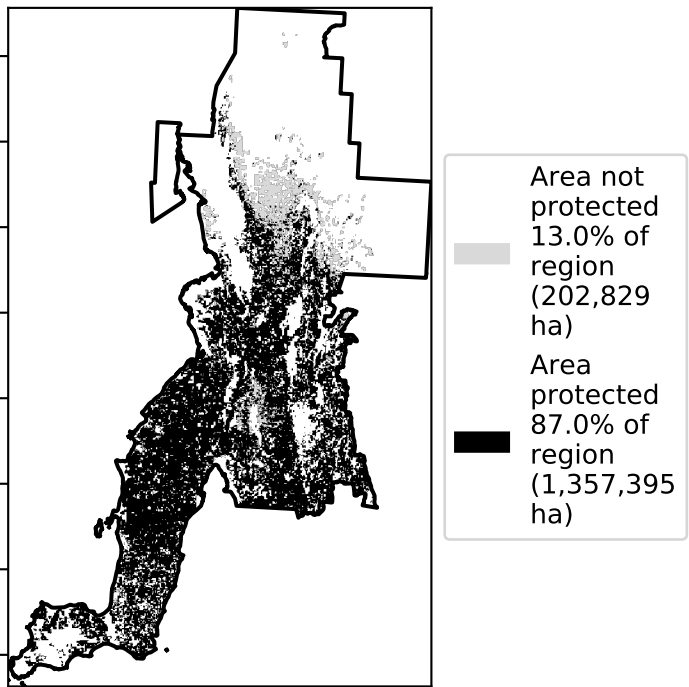 Area not
protected
13.0% of
region
(202,829
ha)
Area
protected
87.0% of
region
(1,357,395
ha)